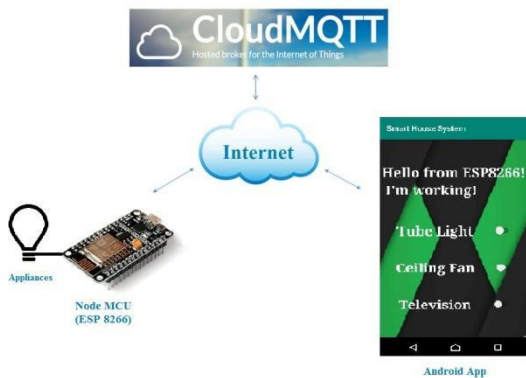 CloudMQTT
Hosted broker for the Internet of Things
Internet
Smart House System
Hello from ESP8266!
I'm working!
Tube Light
Ceiling Fan
Television
Appliances
Node MCU
(ESP 8266)
Android App